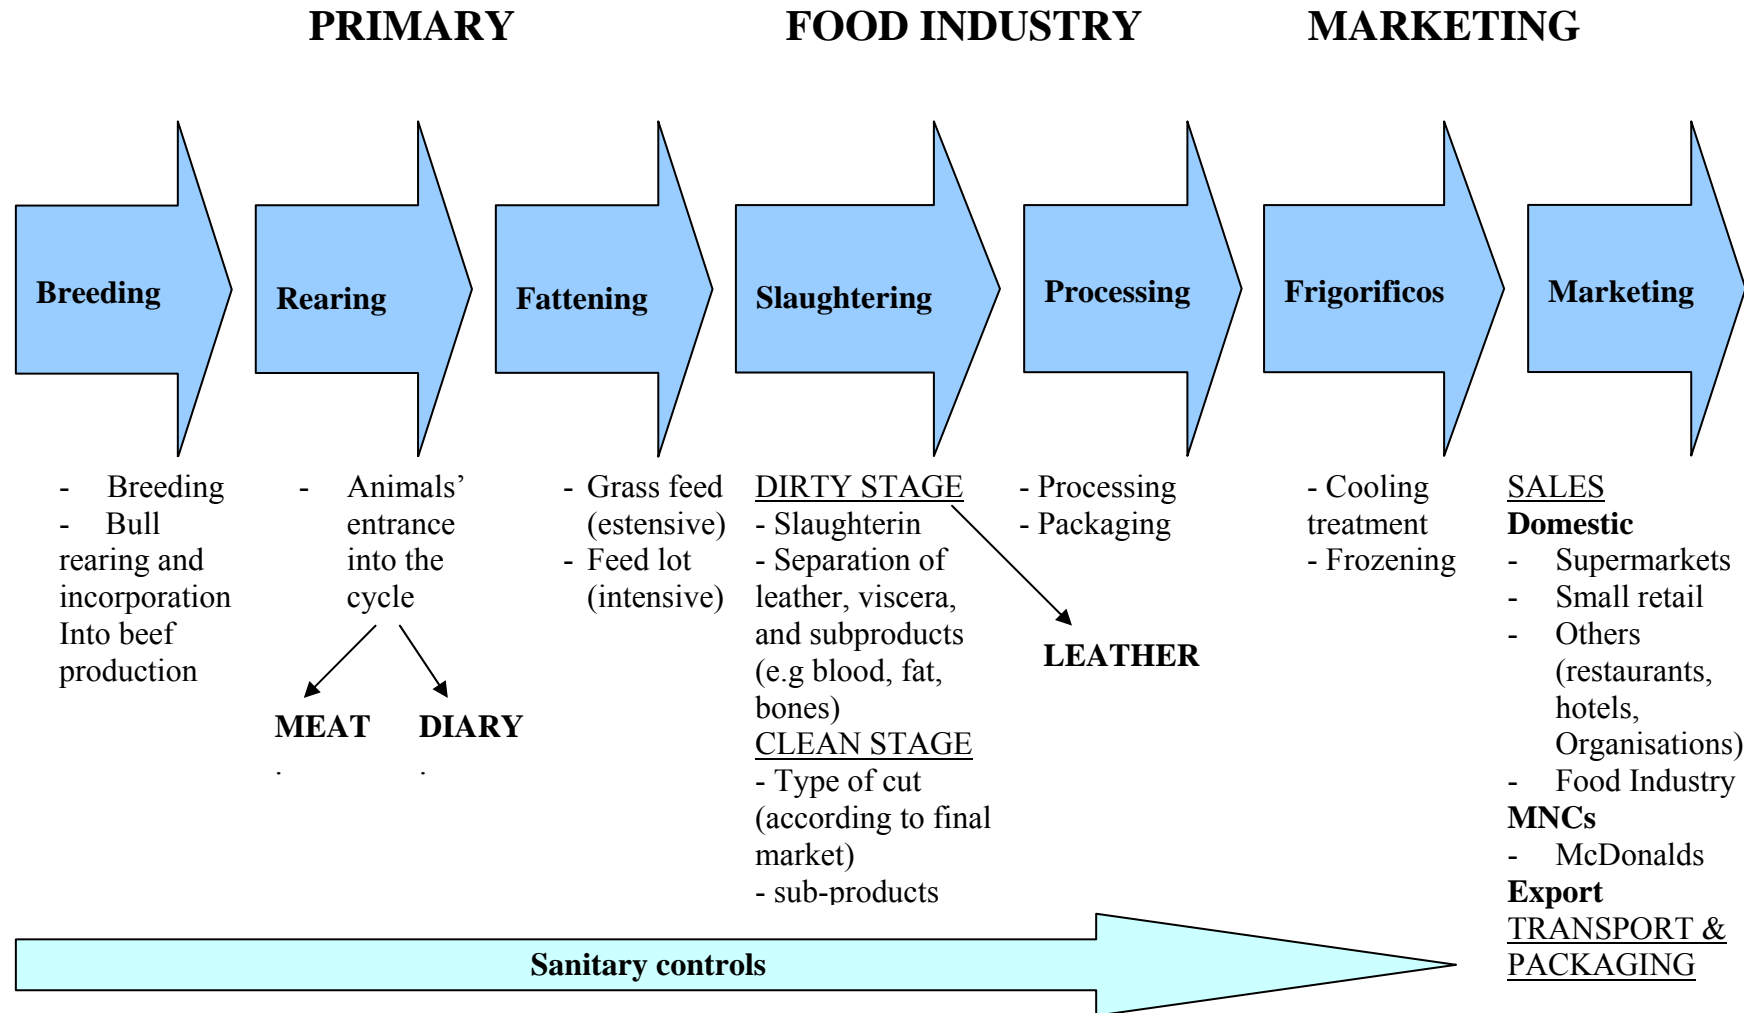 PRIMARY
FOOD INDUSTRY
MARKETING
Breeding
Rearing
Fattening
Slaughtering
Processing
Frigorificos
Marketing
- Breeding
- Bull
rearing and
incorporation
Into beef
production
- Animals’
entrance
into the
cycle
MEAT
DIARY
.
.
- Grass feed
(estensive)
- Feed lot
(intensive)
DIRTY STAGE
- Slaughterin
- Separation of
leather, viscera,
and subproducts
(e.g blood, fat,
bones)
CLEAN STAGE
- Type of cut
(according to final
market)
- sub-products
- Processing
- Packaging
LEATHER
- Cooling
treatment
- Frozening
SALES
Domestic
- Supermarkets
- Small retail
- Others
(restaurants,
hotels,
Organisations)
- Food Industry
MNCs
- McDonalds
Export
TRANSPORT &
PACKAGING
Sanitary controls